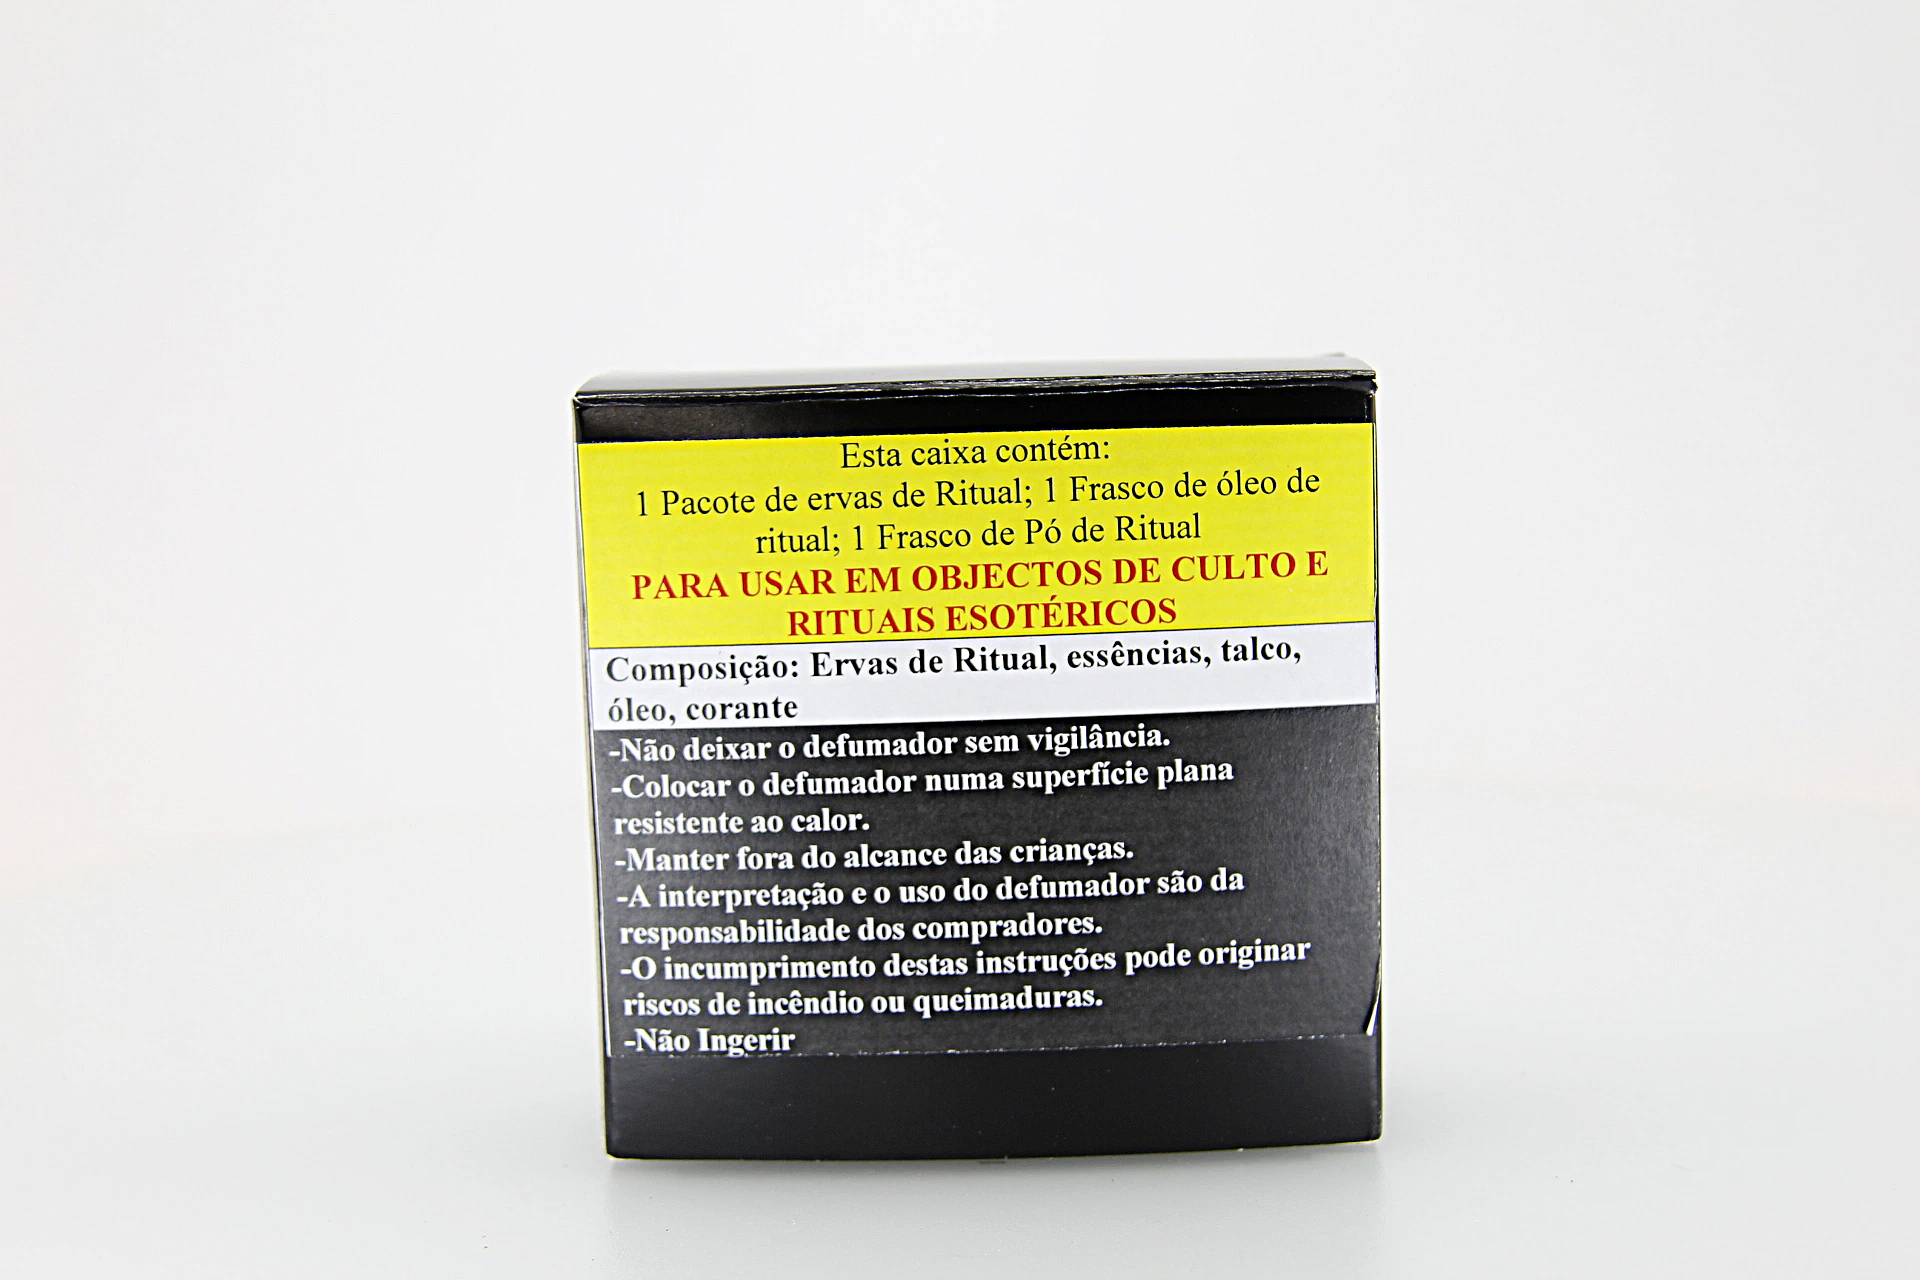 Esta caixa contém:
1 Pacote de ervas de Ritual; 1 Frasco de óleo de
ritual; 1 Frasco de Pó de Ritual
PARA USAR EM OBJECTOS DE CULTO E
RITUAIS ESOTÉRICOS
Composição: Ervas de Ritual, essências, talco,
óleo, corante
-Não deixar o defumador sem vigilância.
-Colocar o defumador numa superfície plana
resistente ao calor.
-Manter fora do alcance das crianças.
-A interpretação e o uso do defumador são da
responsabilidade dos compradores.
-O incumprimento destas instruções pode originar
riscos de incêndio ou queimaduras.
-Não Ingerir